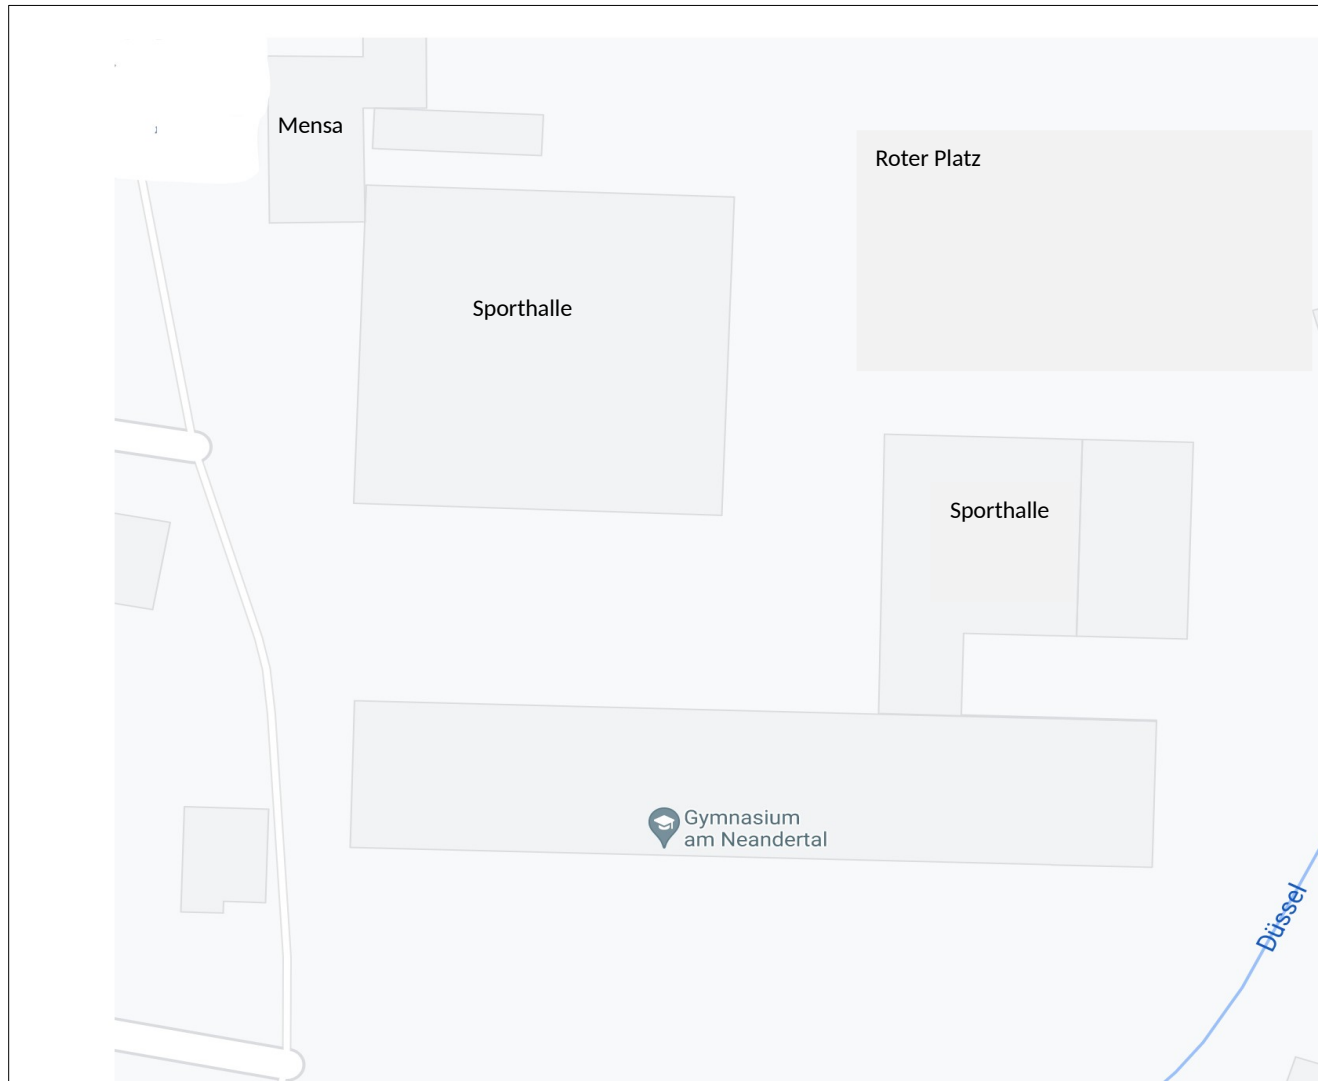 Mensa
Roter Platz
Sporthalle
Sporthalle
Gymnasium
am Neandertal
Düssel